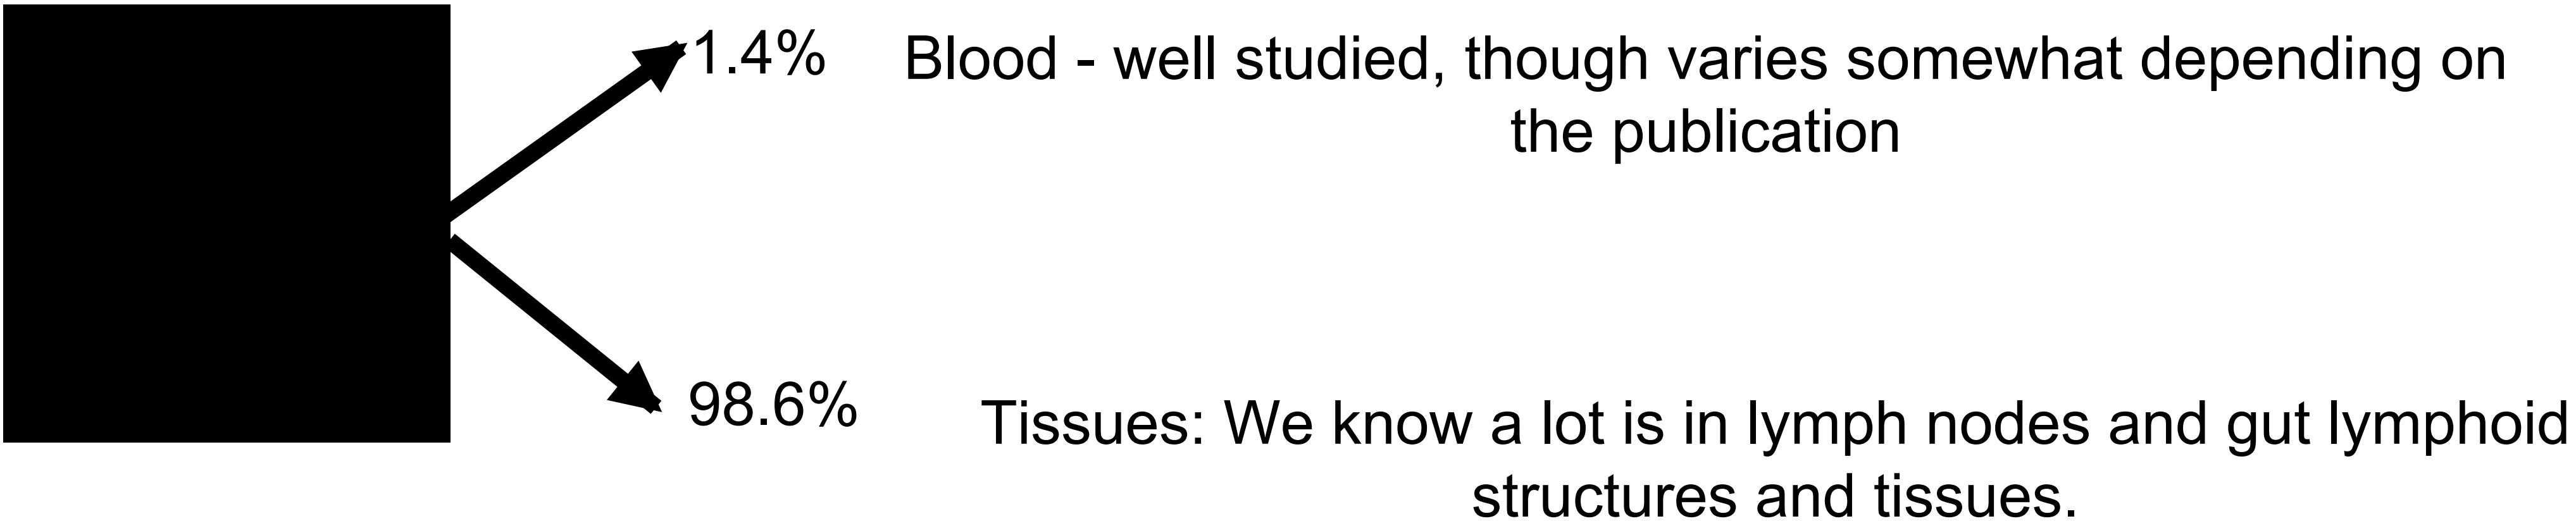 1.4%
Blood - well studied, though varies somewhat depending on
the publication
98.6%
Tissues: We know a lot is in lymph nodes and gut lymphoid
structures and tissues.